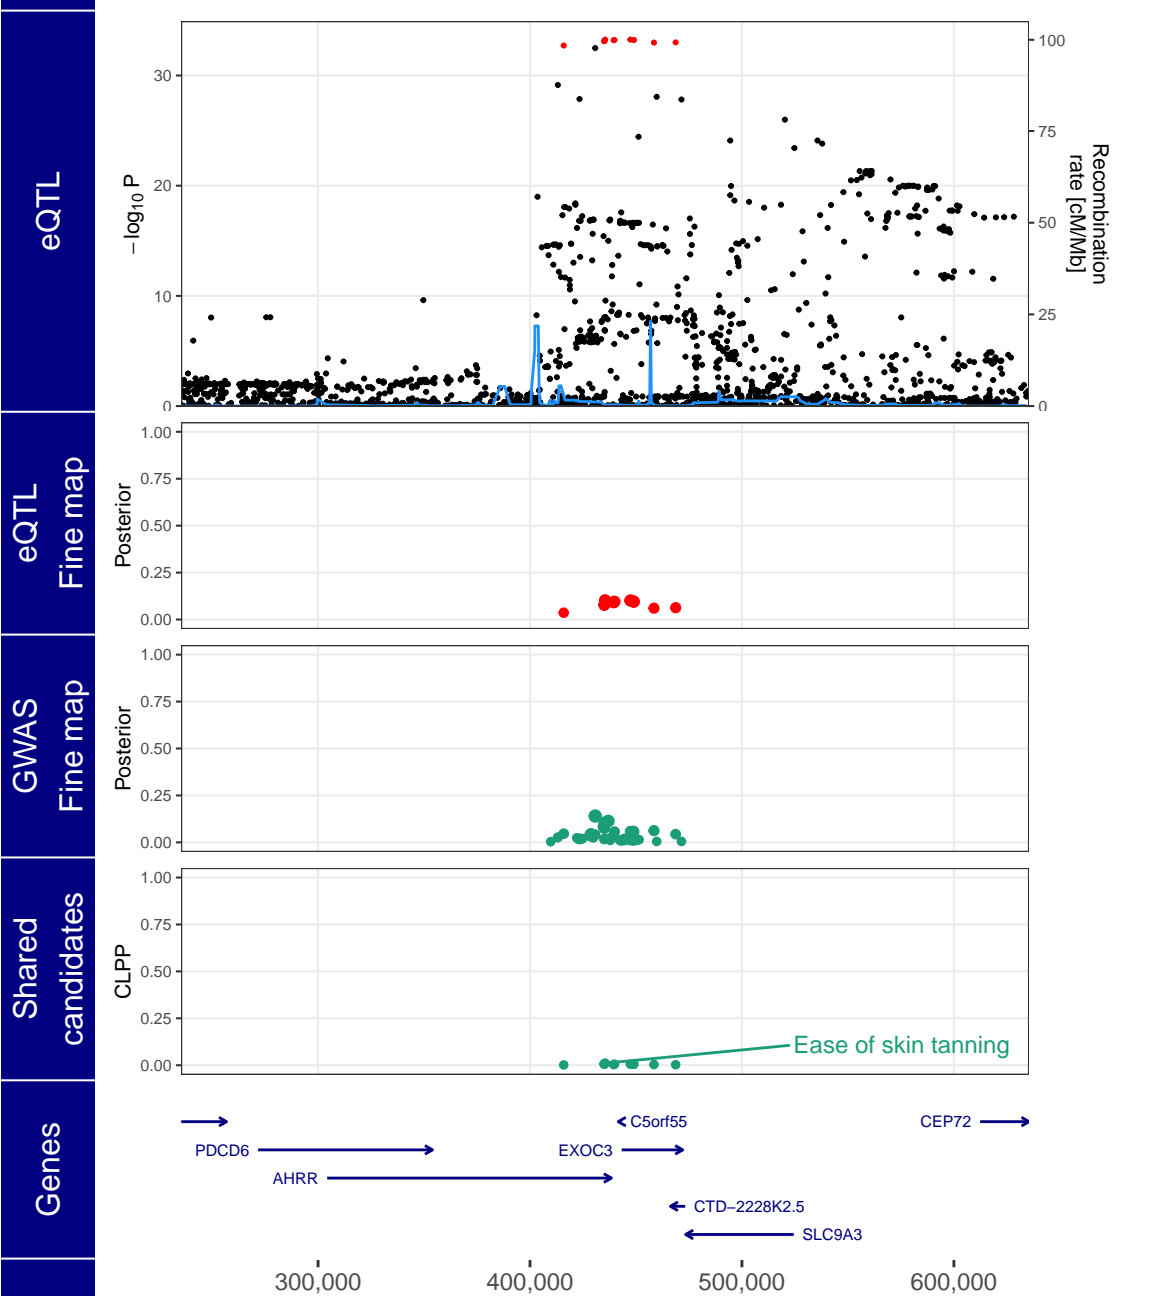 eQTL
−log10 P
30
20
10
0
100
75
50
25
0
Recombination
rate [cM/Mb]
eQTL
Fine map
Posterior
1.00
0.75
0.50
0.25
0.00
GWAS
Fine map
Posterior
1.00
0.75
0.50
0.25
0.00
Shared
candidates
CLPP
1.00
0.75
0.50
0.25
0.00
Ease of skin tanning
Genes
C5orf55
CEP72
PDCD6
EXOC3
AHRR
CTD−2228K2.5
SLC9A3
300,000
400,000
500,000
600,000